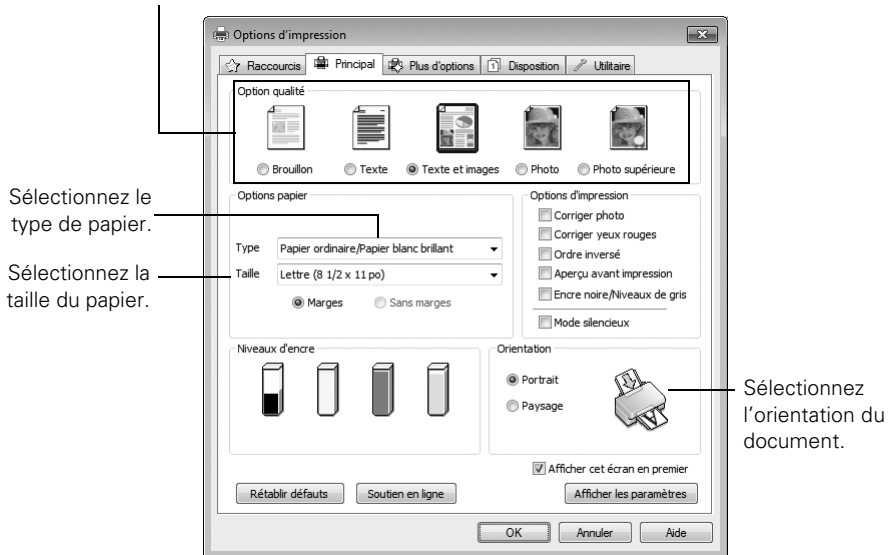 Options d'impression
Raccourcis Principal Plus d'options 1 Disposition Utilitaire
Option qualité
Brouillon Texte Texte et images Photo Photo supérieure
Sélectionnez le
type de papier.
Sélectionnez la
taille du papier.
Options papier
Type Papier ordinaire/Papier blanc brillant
Taille Lettre (8 1/2 x 11 po)
Marges Sans marges
Options d'impression
Corriger photo
Corriger yeux rouges
Ordre inversé
Aperçu avant impression
Encre noire/Niveaux de gris
Mode silencieux
Niveaux d'encre
Orientation
Portrait
Paysage
Sélectionnez
l'orientation du
document.
Afficher cet écran en premier
Rétablir défauts Soutien en ligne Afficher les paramètres
OK Annuler Aide